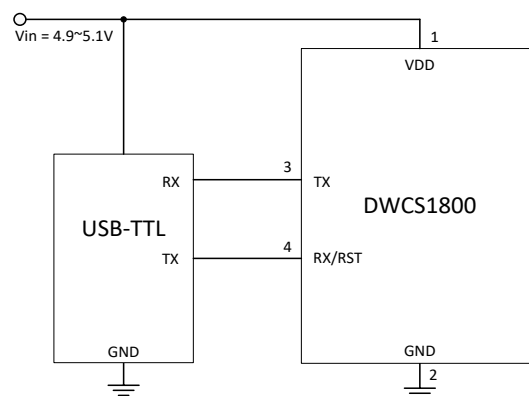 Vin = 4.9~5.1V
1
VDD
RX
3
TX
DWCS1800
USB-TTL
TX
4
RX/RST
GND
GND
2